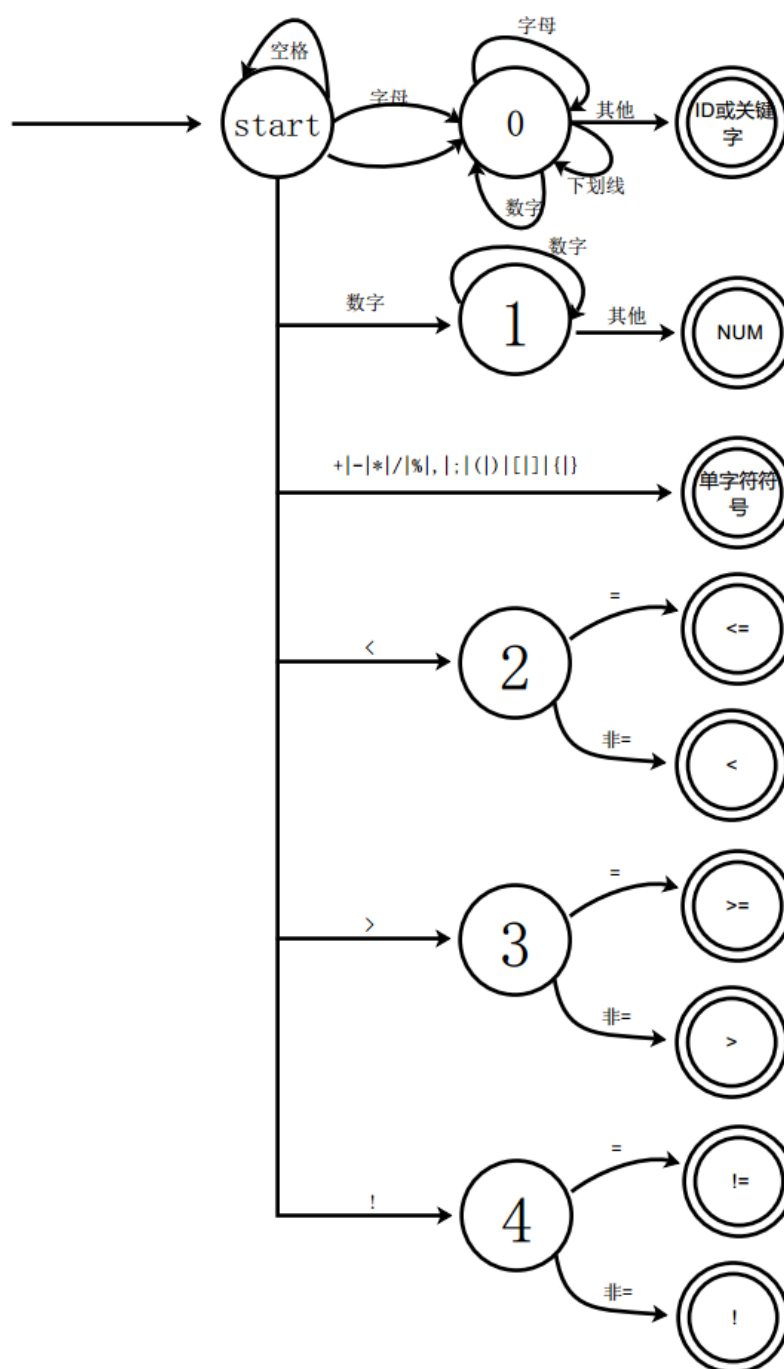 空格
start
字母
字母
0
其他
ID或关键
字
下划线
数字
数字
数字
1
其他
NUM
+|-|*|/|%|,|;|(|)|[|]|{|}
单字符符
号
<
2
=
<=
非=
<
>
3
=
>=
非=
>
!
4
=
!=
非=
!